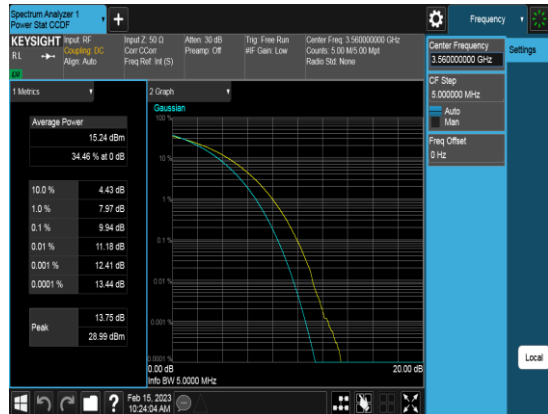 Spectrum Analyzer 1
Power Stat CCDF
+
Frequency
KEYSIGHT
Input: RF
Coupling: DC
Align: Auto
Input Z: 50 Ω
Corr CCorr
Freq Ref: Int (S)
Atten: 30 dB
Preamp: Off
Trig: Free Run
#IF Gain: Low
Center Freq: 3.560000000 GHz
Counts: 5.00 M/5.00 Mpt
Radio Std: None
RL
Center Frequency
3.560000000 GHz
Settings
CF Step
5.000000 MHz
Auto
Man
Freq Offset
0 Hz
1 Metrics
2 Graph
Gaussian
Average Power
15.24 dBm
34.46 % at 0 dB
10.0 % 4.43 dB
1.0 % 7.97 dB
0.1 % 9.94 dB
0.01 % 11.18 dB
0.001 % 12.41 dB
0.0001 % 13.44 dB
Peak
13.75 dB
28.99 dBm
100 %
10 %
1 %
0.1 %
0.01 %
0.001 %
0.0001 %
0.00 dB
20.00 dB
Info BW 5.0000 MHz
Local
?
Feb 15, 2023
10:24:04 AM